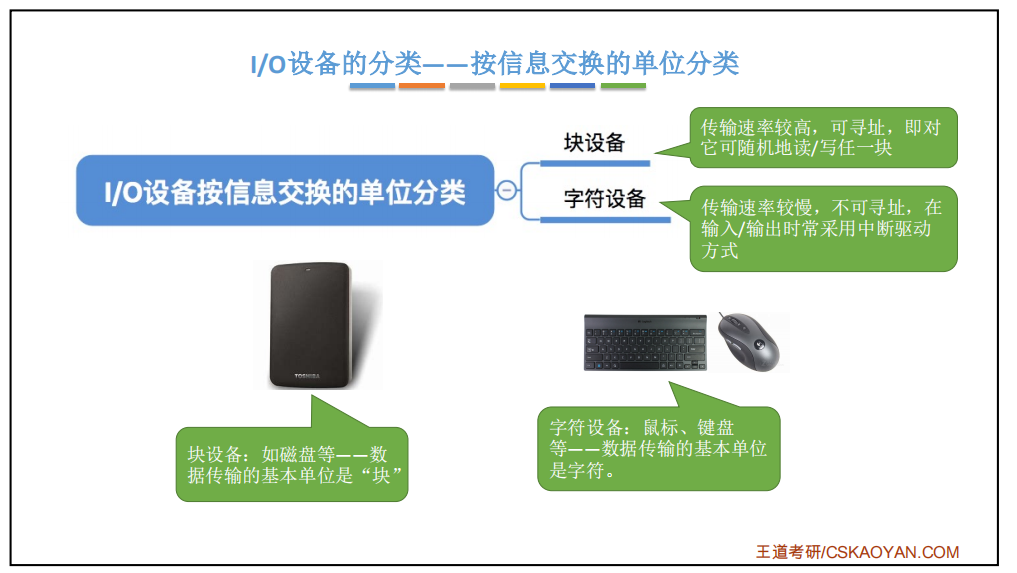 I/O设备的分类——按信息交换的单位分类
I/O设备按信息交换的单位分类
块设备
字符设备
传输速率较高，可寻址，即对
它可随机地读/写任一块
传输速率较慢，不可寻址，在
输入/输出时常采用中断驱动
方式
TOSHIBA
块设备：如磁盘等——数
据传输的基本单位是“块”
字符设备：鼠标、键盘
等——数据传输的基本单位
是字符。
王道考研/CSKAOYAN.COM